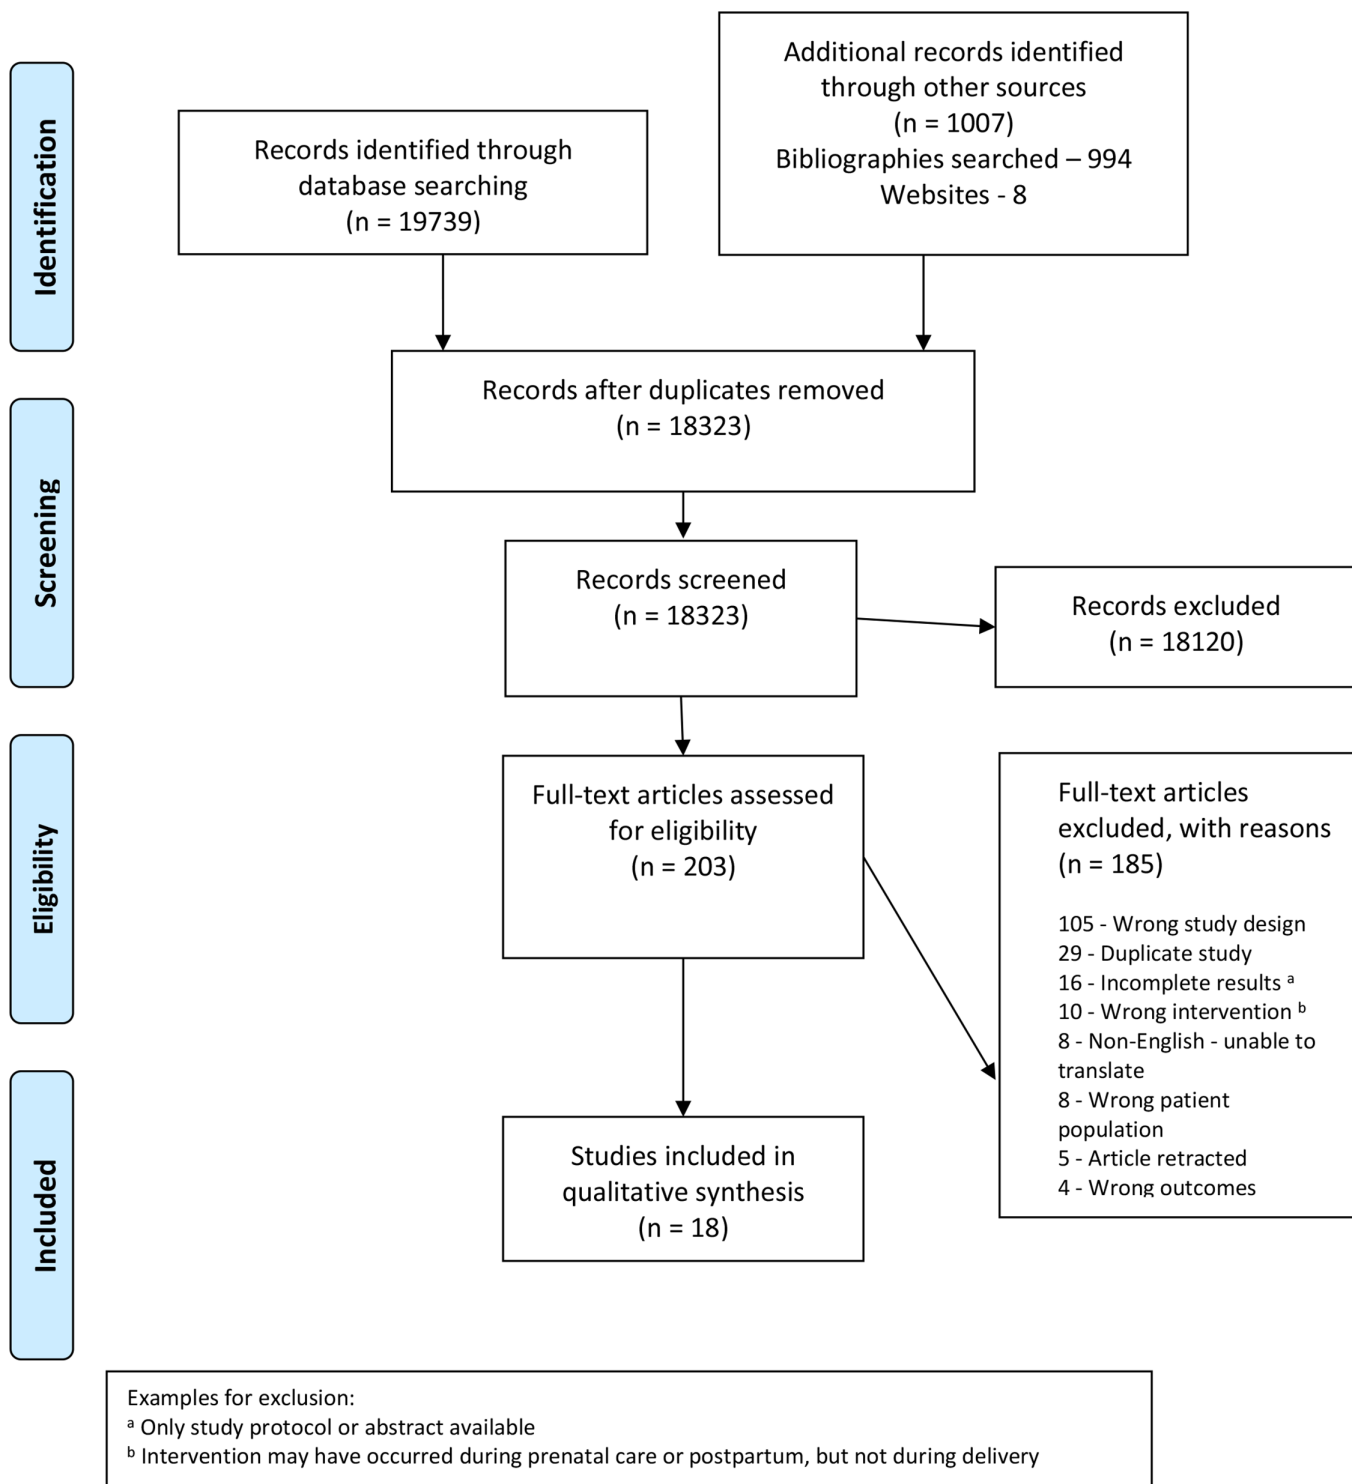 Identification
Records identified through
database searching
(n = 19739)
Additional records identified
through other sources
(n = 1007)
Bibliographies searched – 994
Websites - 8
Records after duplicates removed
(n = 18323)
Screening
Records screened
(n = 18323)
Records excluded
(n = 18120)
Eligibility
Full-text articles assessed
for eligibility
(n = 203)
Full-text articles
excluded, with reasons
(n = 185)
105 - Wrong study design
29 - Duplicate study
16 - Incomplete results ᵃ
10 - Wrong intervention ᵇ
8 - Non-English - unable to
translate
8 - Wrong patient
population
5 - Article retracted
4 - Wrong outcomes
Included
Studies included in
qualitative synthesis
(n = 18)
Examples for exclusion:
ᵃ Only study protocol or abstract available
ᵇ Intervention may have occurred during prenatal care or postpartum, but not during delivery